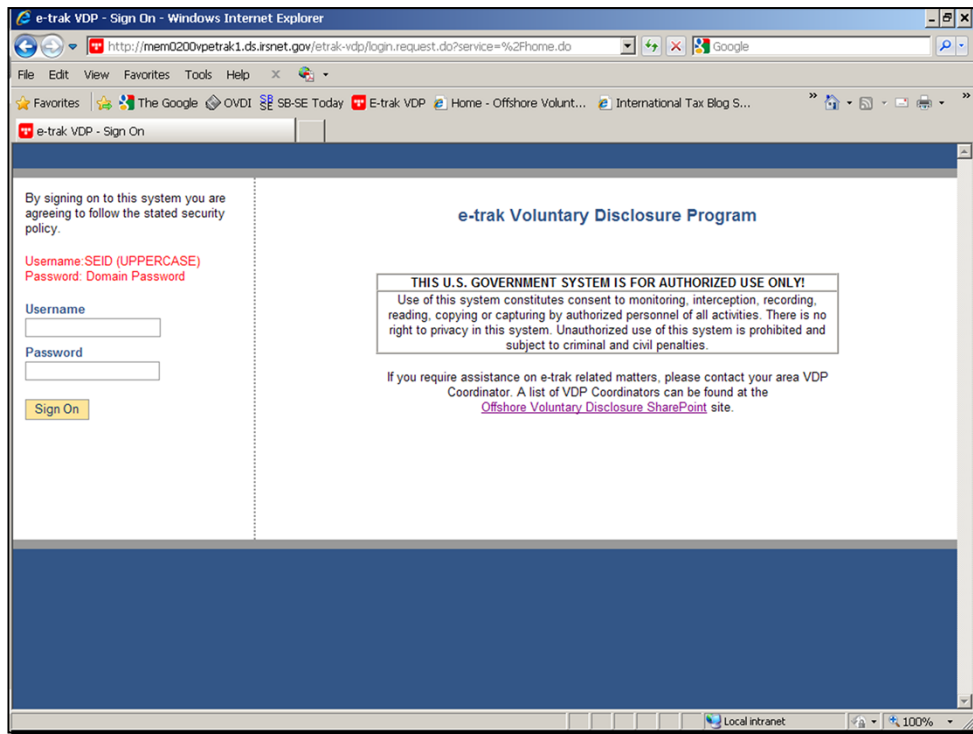 e-trak VDP - Sign On - Windows Internet Explorer
http://mem0200vpetrak1.ds.irsnet.gov/etrak-vdp/login.request.do?service=%2Fhome.do
Google
File Edit View Favorites Tools Help
Favorites The Google OVDI SB-SE Today E-trak VDP Home - Offshore Volunt... International Tax Blog S...
e-trak VDP - Sign On
By signing on to this system you are
agreeing to follow the stated security
policy.
Username:SEID (UPPERCASE)
Password: Domain Password
Username
Password
Sign On
e-trak Voluntary Disclosure Program
THIS U.S. GOVERNMENT SYSTEM IS FOR AUTHORIZED USE ONLY!
Use of this system constitutes consent to monitoring, interception, recording,
reading, copying or capturing by authorized personnel of all activities. There is no
right to privacy in this system. Unauthorized use of this system is prohibited and
subject to criminal and civil penalties.
If you require assistance on e-trak related matters, please contact your area VDP
Coordinator. A list of VDP Coordinators can be found at the
Offshore Voluntary Disclosure SharePoint site.
Local intranet
100%